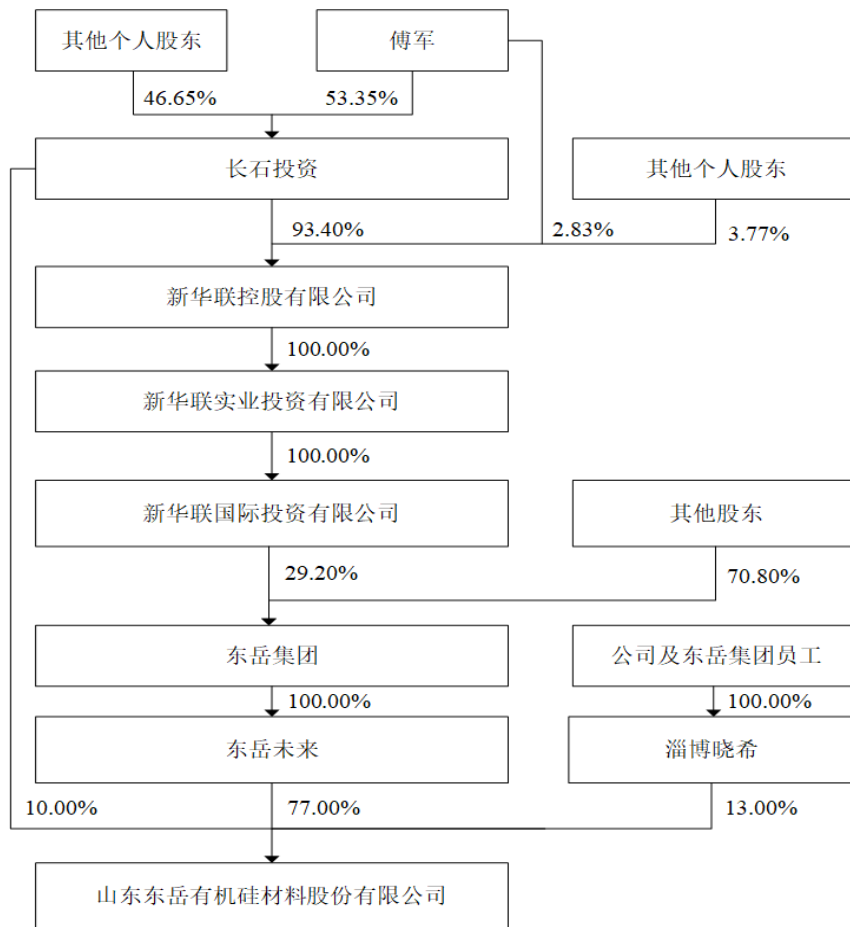 其他个人股东
傅军
46.65%
53.35%
长石投资
其他个人股东
93.40%
2.83%
3.77%
新华联控股有限公司
100.00%
新华联实业投资有限公司
100.00%
新华联国际投资有限公司
其他股东
29.20%
70.80%
东岳集团
公司及东岳集团员工
100.00%
100.00%
东岳未来
淄博晓希
10.00%
77.00%
13.00%
山东东岳有机硅材料股份有限公司